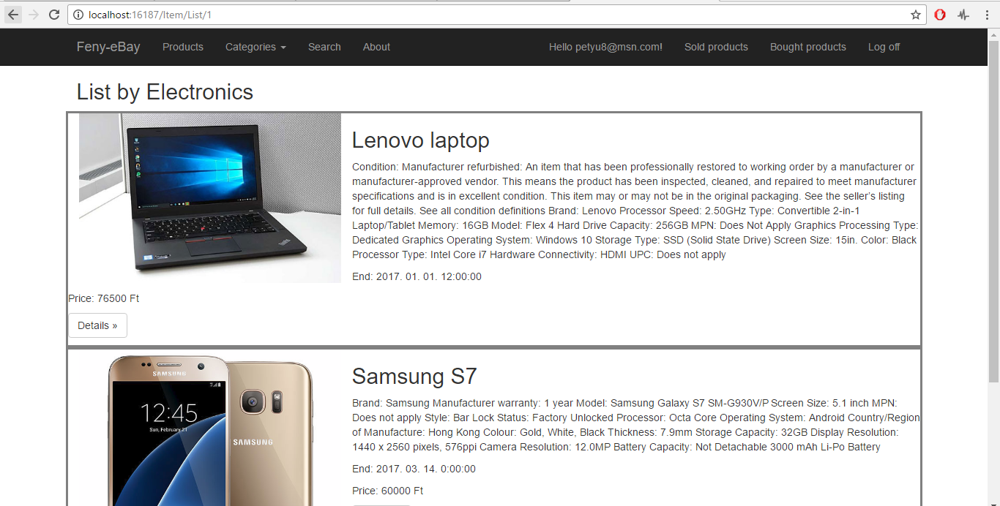 localhost:16187/Item/List/1
Feny-eBay Products Categories Search About Hello petyu8@msn.com! Sold products Bought products Log off
List by Electronics
Lenovo laptop
Condition: Manufacturer refurbished: An item that has been professionally restored to working order by a manufacturer or
manufacturer-approved vendor. This means the product has been inspected, cleaned, and repaired to meet manufacturer
specifications and is in excellent condition. This item may or may not be in the original packaging. See the seller’s listing
for full details. See all condition definitions Brand: Lenovo Processor Speed: 2.50GHz Type: Convertible 2-in-1
Laptop/Tablet Memory: 16GB Model: Flex 4 Hard Drive Capacity: 256GB MPN: Does Not Apply Graphics Processing Type:
Dedicated Graphics Operating System: Windows 10 Storage Type: SSD (Solid State Drive) Screen Size: 15in. Color: Black
Processor Type: Intel Core i7 Hardware Connectivity: HDMI UPC: Does not apply
End: 2017. 01. 01. 12:00:00
Price: 76500 Ft
Details »
SAMSUNG
12:45
Sun, February 21
SAMSUNG
Samsung S7
Brand: Samsung Manufacturer warranty: 1 year Model: Samsung Galaxy S7 SM-G930V/P Screen Size: 5.1 inch MPN:
Does not apply Style: Bar Lock Status: Factory Unlocked Processor: Octa Core Operating System: Android Country/Region
of Manufacture: Hong Kong Colour: Gold, White, Black Thickness: 7.9mm Storage Capacity: 32GB Display Resolution:
1440 x 2560 pixels, 576ppi Camera Resolution: 12.0MP Battery Capacity: Not Detachable 3000 mAh Li-Po Battery
End: 2017. 03. 14. 0:00:00
Price: 60000 Ft